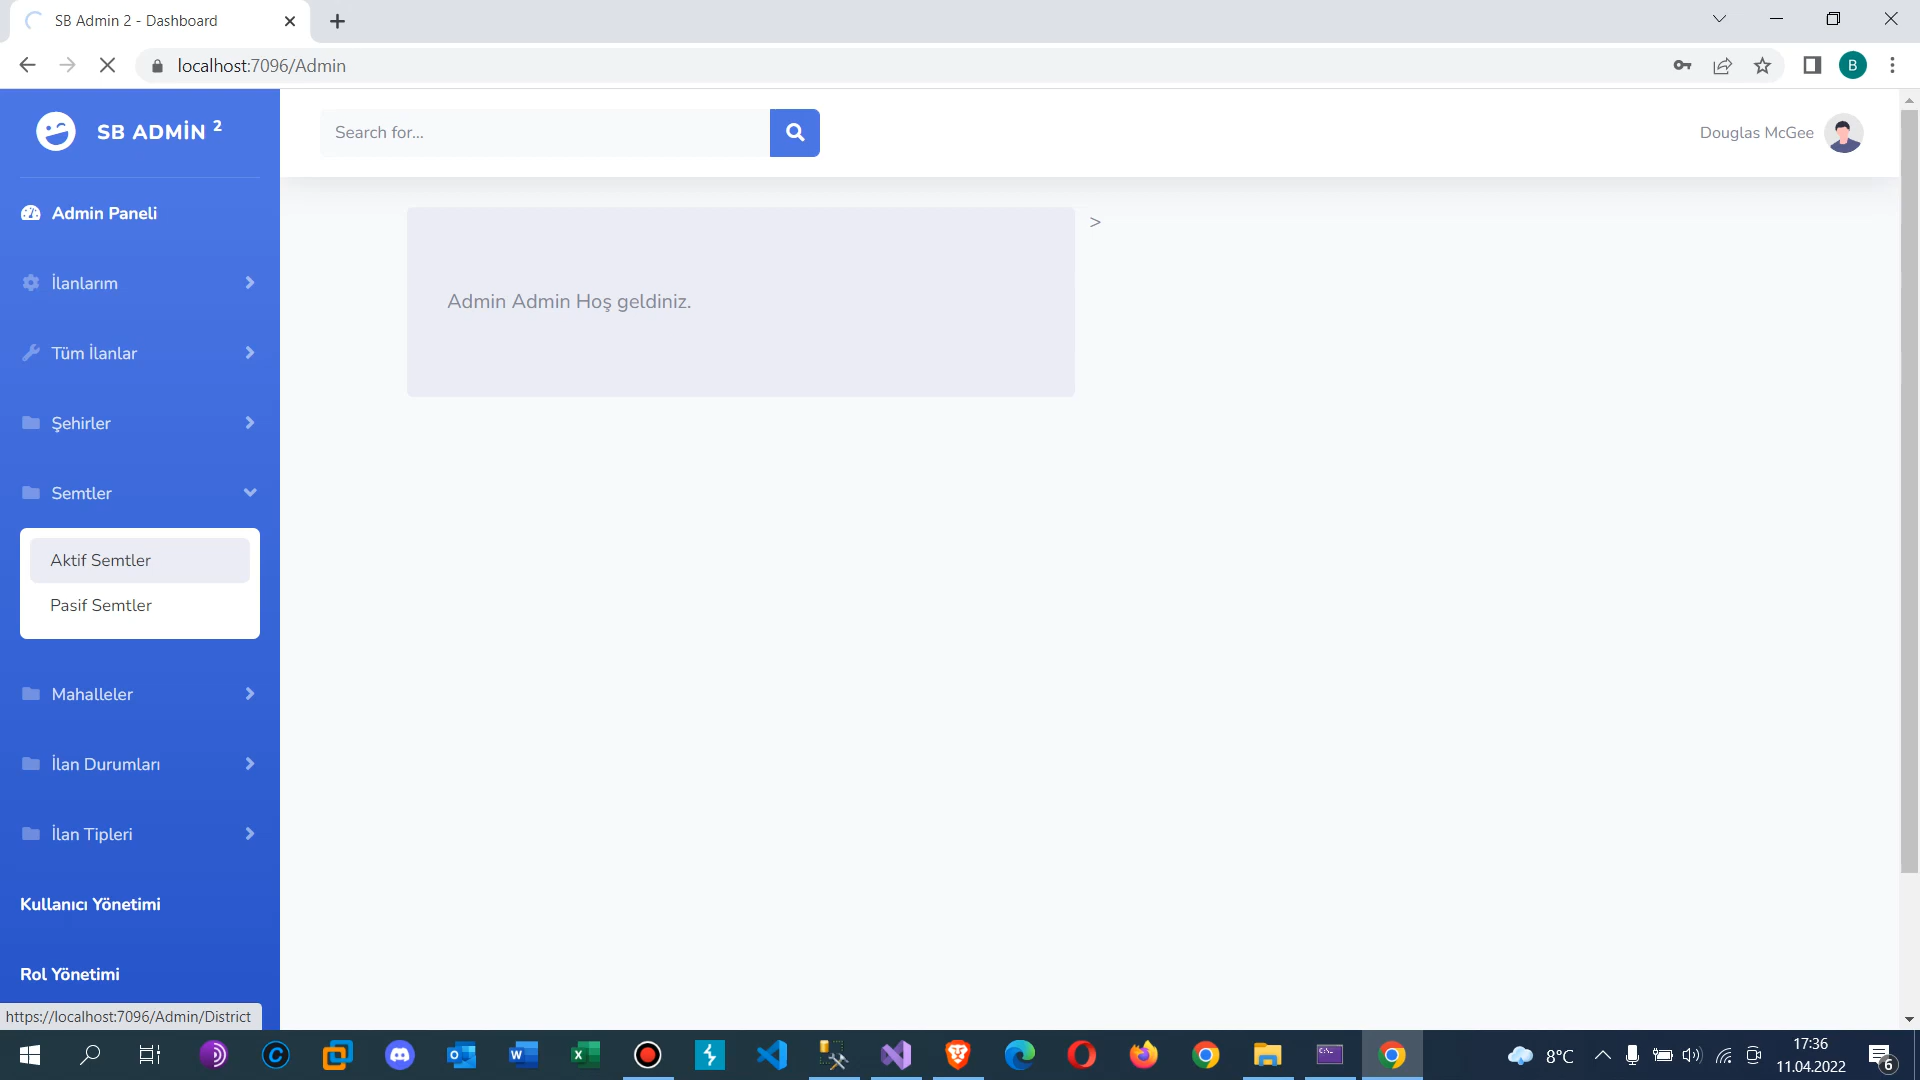 SB Admin 2 - Dashboard
localhost:7096/Admin
B
SB ADMİN 2
Search for...
Douglas McGee
Admin Paneli
>
İlanlarım
Admin Admin Hoş geldiniz.
Tüm İlanlar
Şehirler
Semtler
Aktif Semtler
Pasif Semtler
Mahalleler
İlan Durumları
İlan Tipleri
Kullanıcı Yönetimi
Rol Yönetimi
https://localhost:7096/Admin/District
8°C
17:36
11.04.2022
6